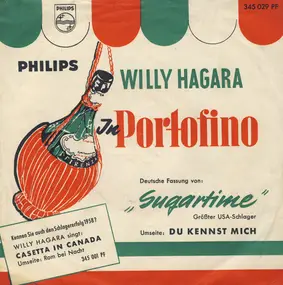 345 029 PF
PHILIPS
PHILIPS
WILLY HAGARA
In Portofino
Deutsche Fassung von:
„Sugartime"
Größter USA-Schlager
Umseite: DU KENNST MICH
Kennen Sie auch den Schlagererfolg 1958?
WILLY HAGARA singt:
CASETTA IN CANADA
Umseite: Rom bei Nacht
345 001 PF